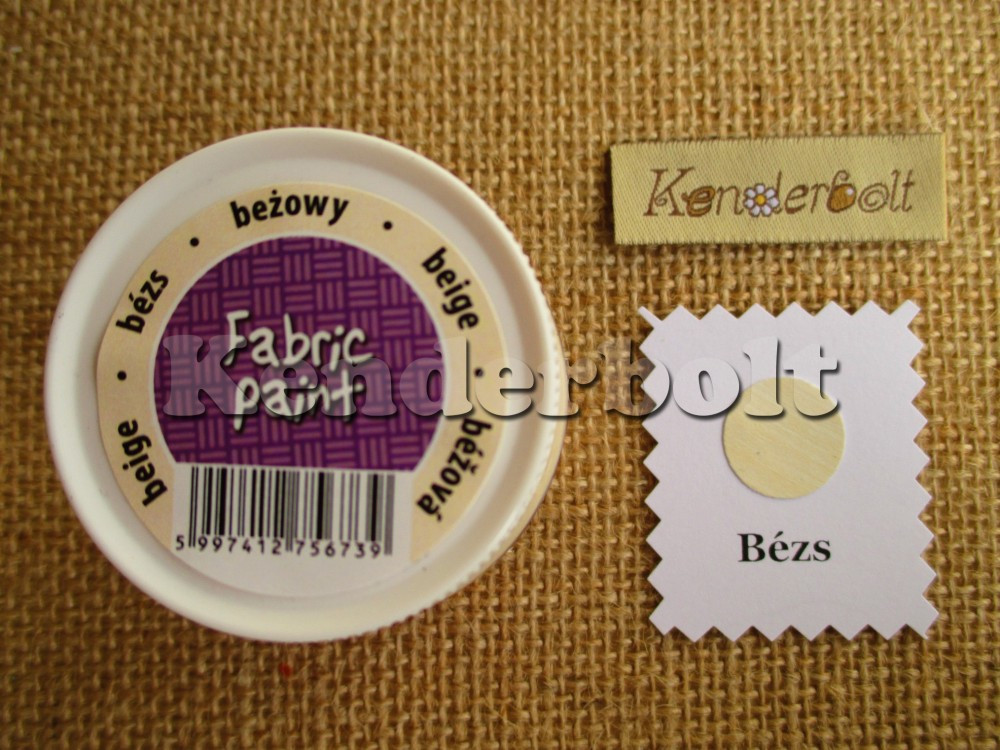 beige • bézs • beżowy • beige • béžová
Fabric
paint
5 997412 756739
Kenderbolt
Bézs
Kenderbolt